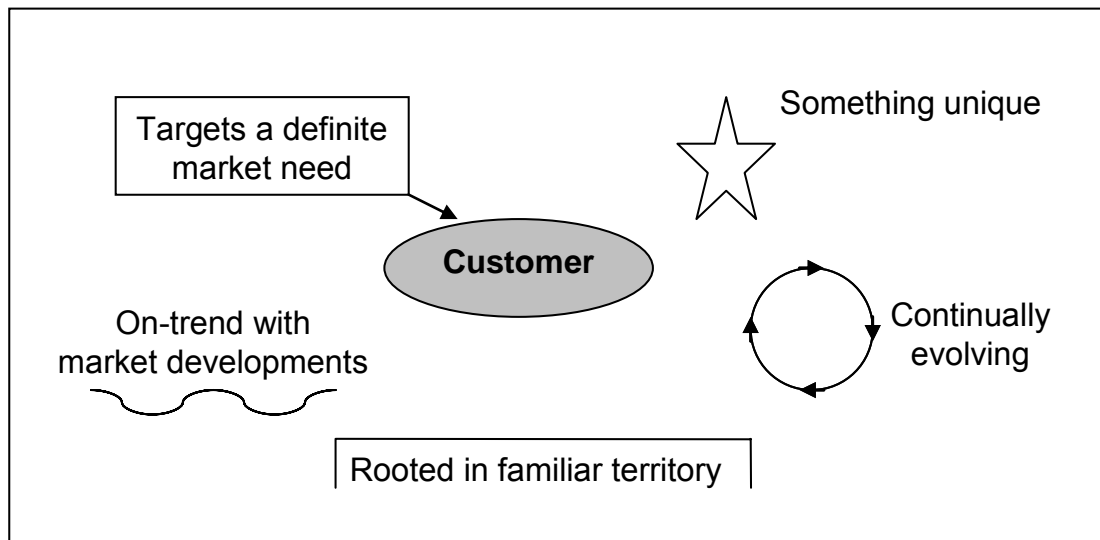 Something unique
Targets a definite
market need
Customer
On-trend with
market developments
Continually
evolving
Rooted in familiar territory